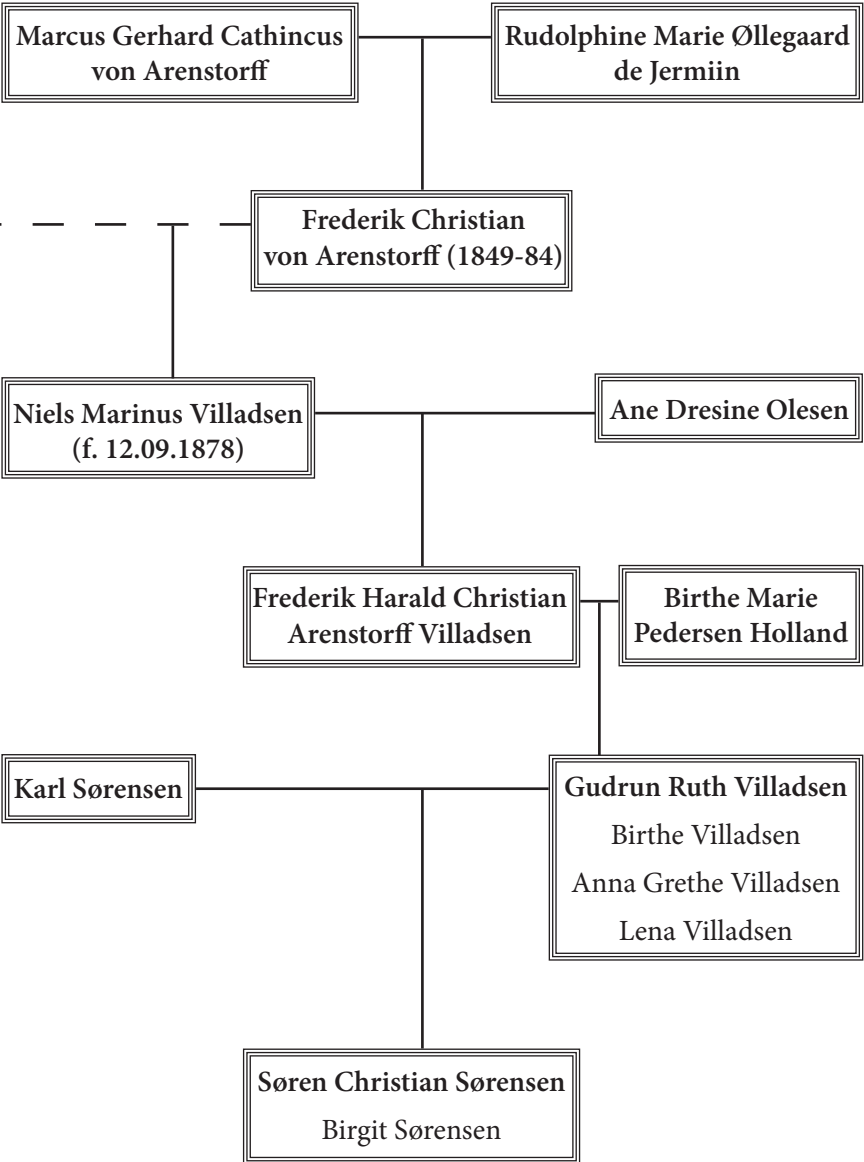 Marcus Gerhard Cathincus
von Arenstorff
Rudolphine Marie Øllegaard
de Jermiin
Frederik Christian
von Arenstorff (1849-84)
Niels Marinus Villadsen
(f. 12.09.1878)
Ane Dresine Olesen
Frederik Harald Christian
Arenstorff Villadsen
Birthe Marie
Pedersen Holland
Karl Sørensen
Gudrun Ruth Villadsen
Birthe Villadsen
Anna Grethe Villadsen
Lena Villadsen
Søren Christian Sørensen
Birgit Sørensen